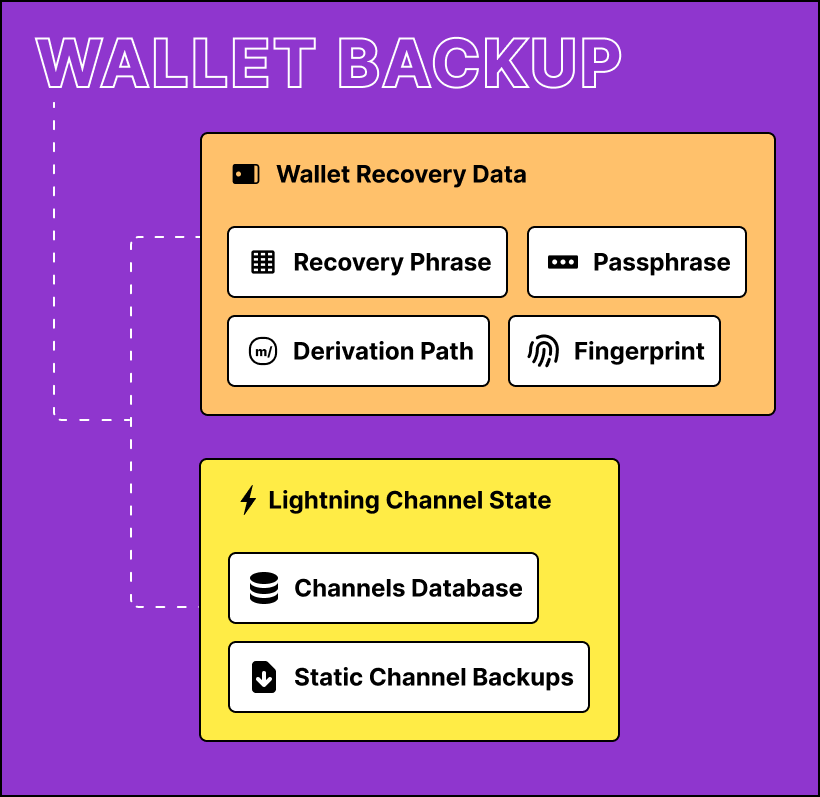 WALLET BACKUP
Wallet Recovery Data
Recovery Phrase
Passphrase
m/
Derivation Path
Fingerprint
Lightning Channel State
Channels Database
Static Channel Backups